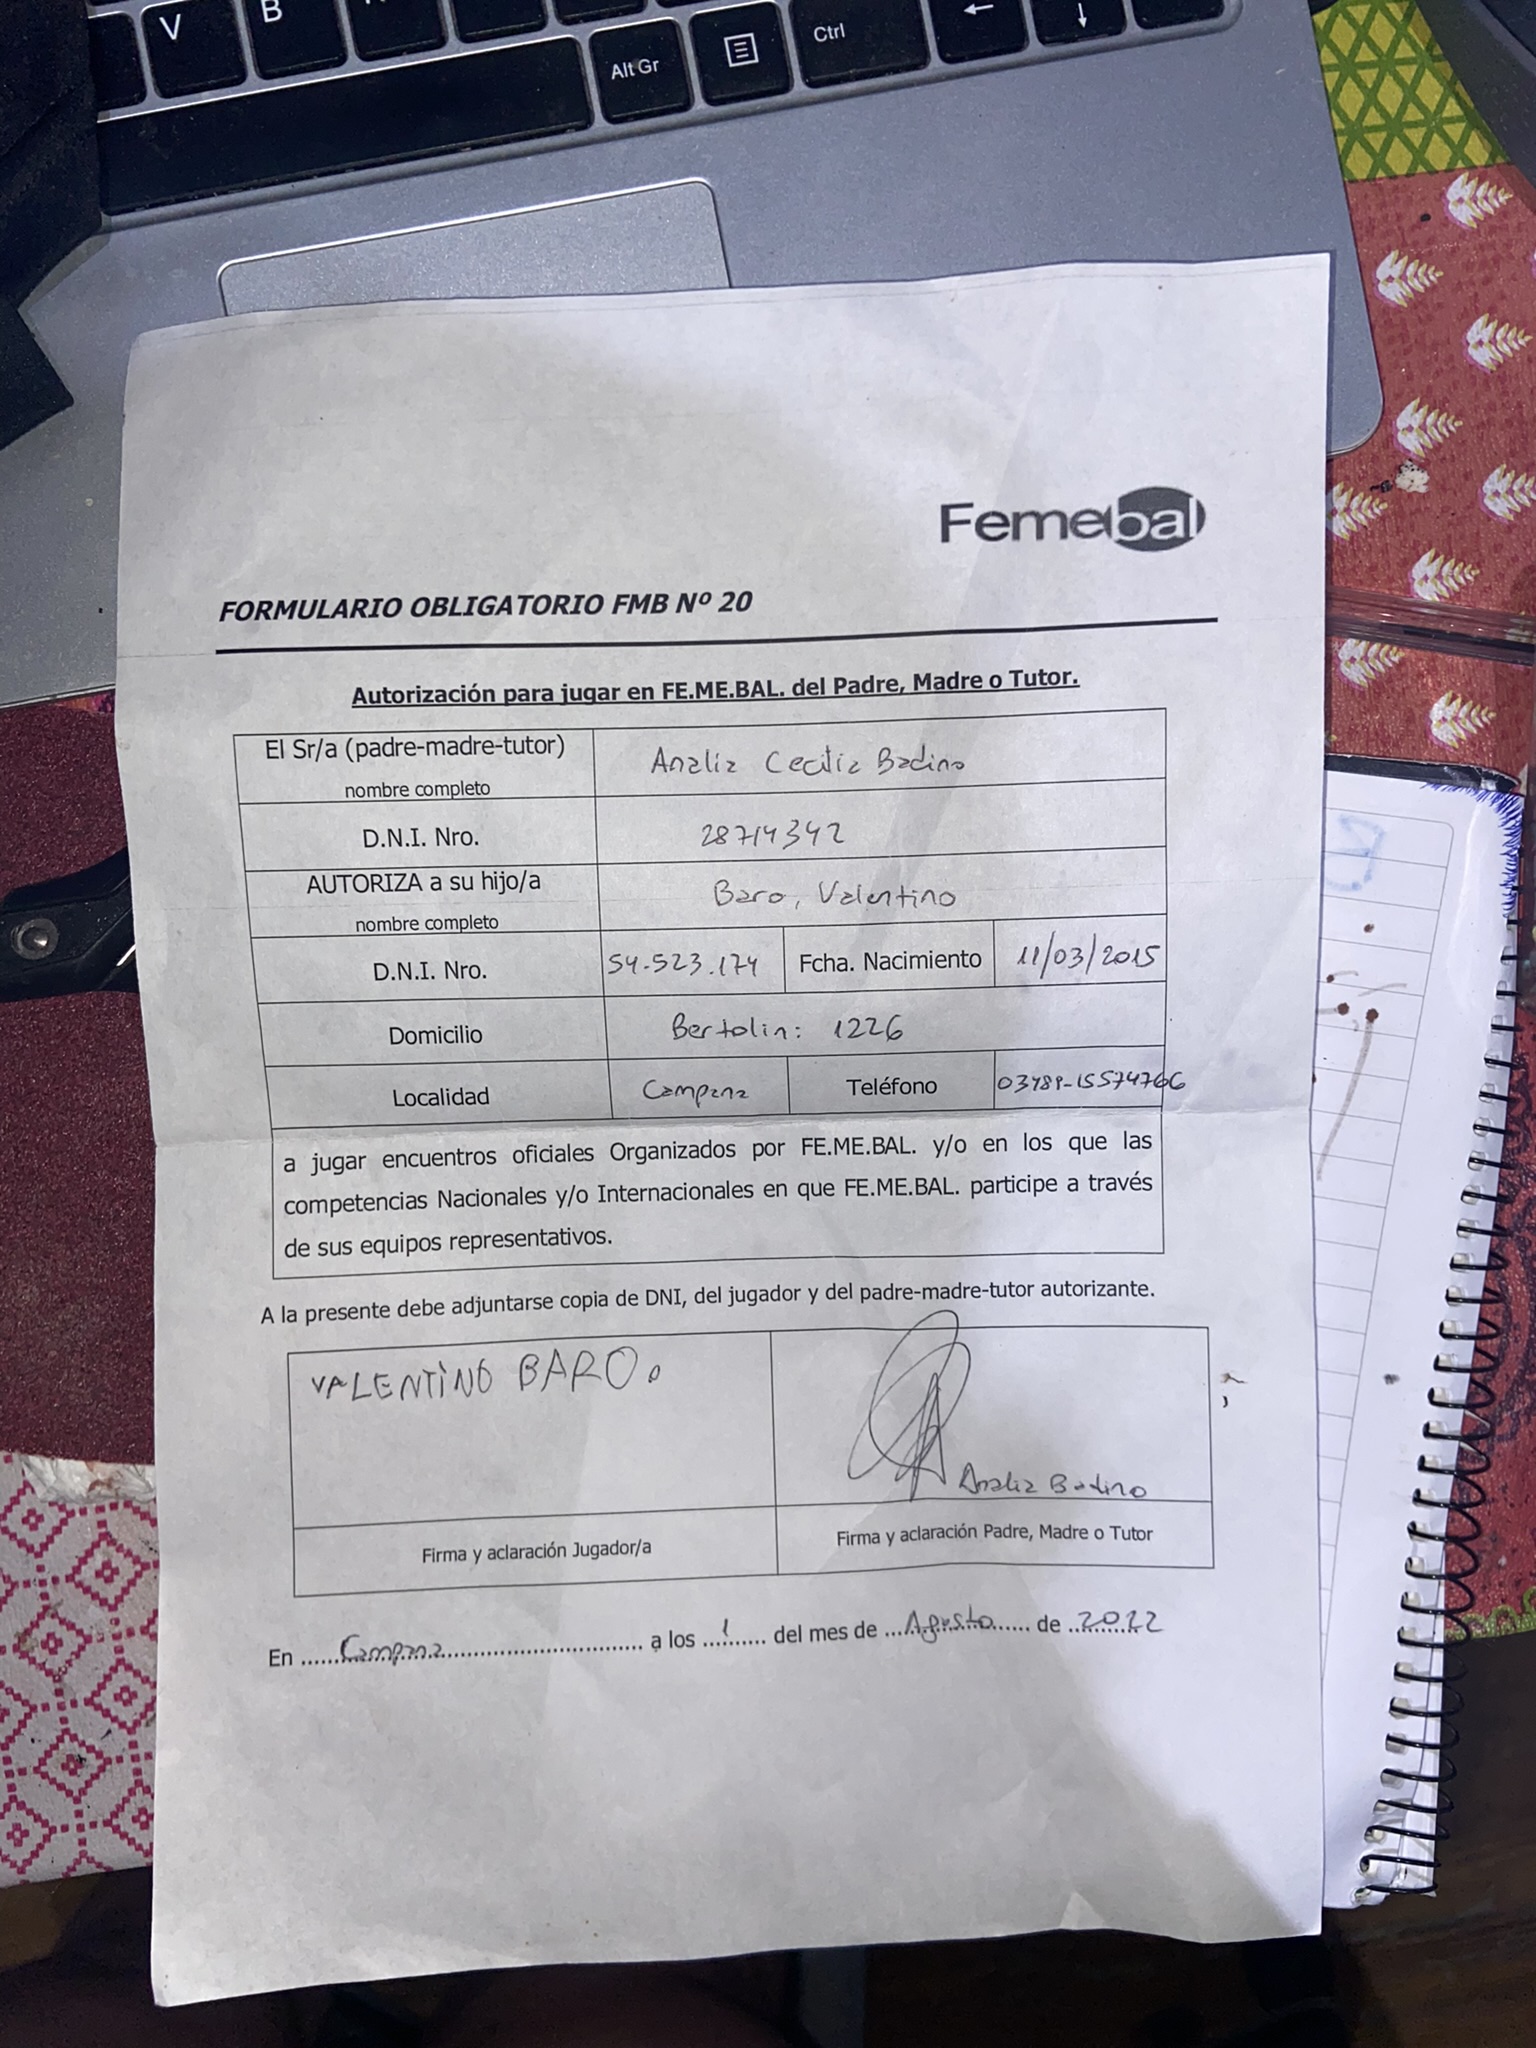 V B
Alt Gr Ctrl ← ↓
Femebal
FORMULARIO OBLIGATORIO FMB Nº 20
Autorización para jugar en FE.ME.BAL. del Padre, Madre o Tutor.
El Sr/a (padre-madre-tutor) Analia Cecilia Badino
nombre completo
D.N.I. Nro. 28714342
AUTORIZA a su hijo/a Baro, Valentino
nombre completo
D.N.I. Nro. 54.523.174 Fcha. Nacimiento 11/03/2015
Domicilio Bertolini 1226
Localidad Campana Teléfono 03489-15574766
a jugar encuentros oficiales Organizados por FE.ME.BAL. y/o en los que las
competencias Nacionales y/o Internacionales en que FE.ME.BAL. participe a través
de sus equipos representativos.
A la presente debe adjuntarse copia de DNI, del jugador y del padre-madre-tutor autorizante.
VALENTINO BARO.
Analia Badino
Firma y aclaración Jugador/a Firma y aclaración Padre, Madre o Tutor
En Campana a los 1 del mes de Agosto de 2022